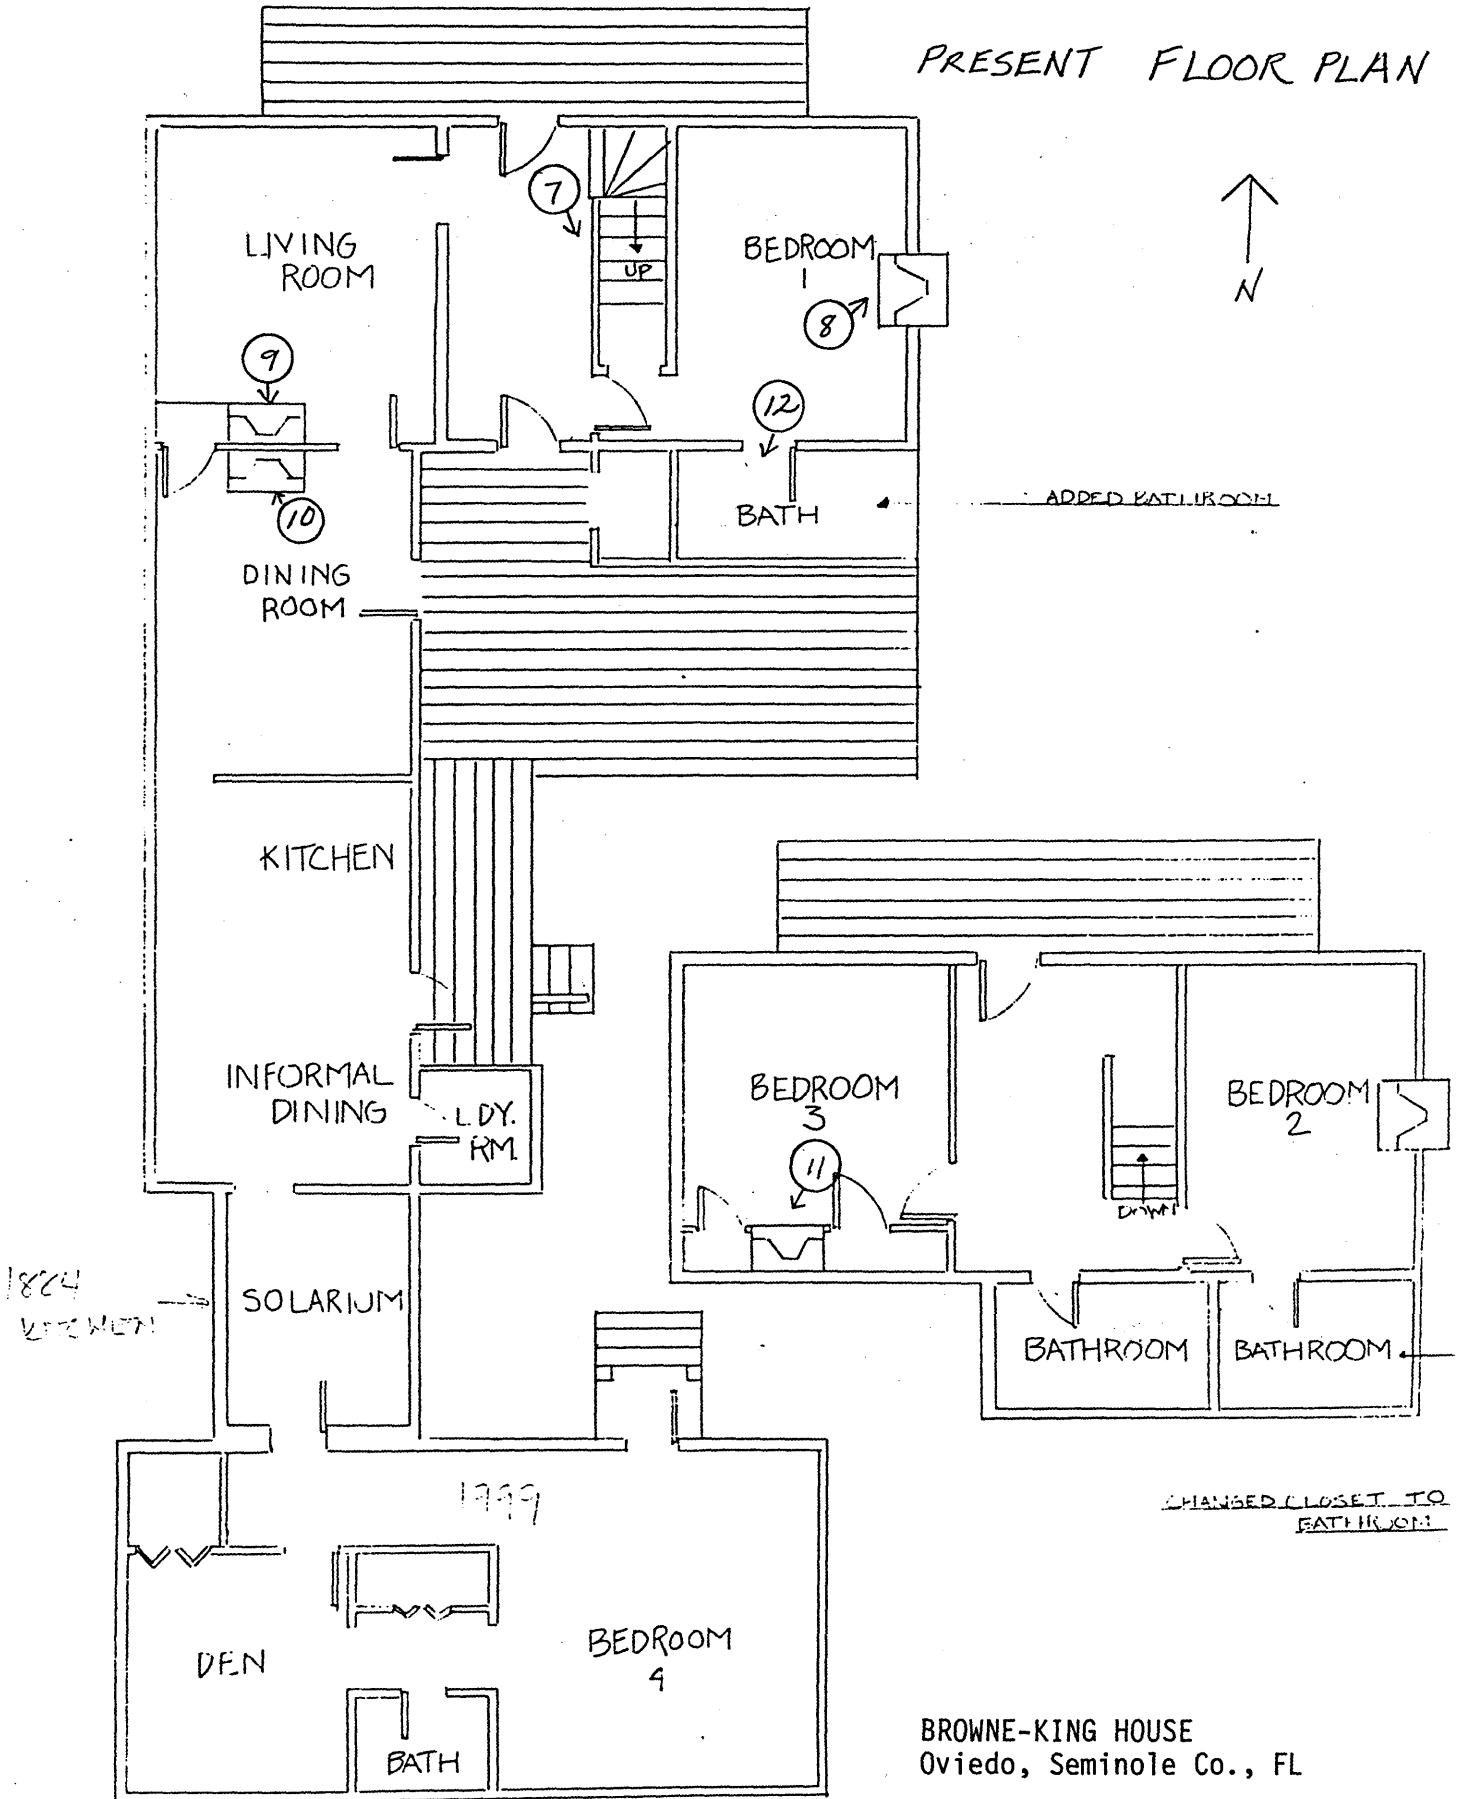 PRESENT FLOOR PLAN
7
LIVING
ROOM
UP
BEDROOM
1
8
N
9
12
10
BATH
ADDED BATHROOM
DINING
ROOM
KITCHEN
INFORMAL
DINING
L.DY.
RM.
BEDROOM
3
11
BEDROOM
2
DOWN
1884
KITCHEN
SOLARIUM
BATHROOM
BATHROOM
1999
CHANGED CLOSET TO
BATHROOM
DEN
BEDROOM
4
BATH
BROWNE-KING HOUSE
Oviedo, Seminole Co., FL